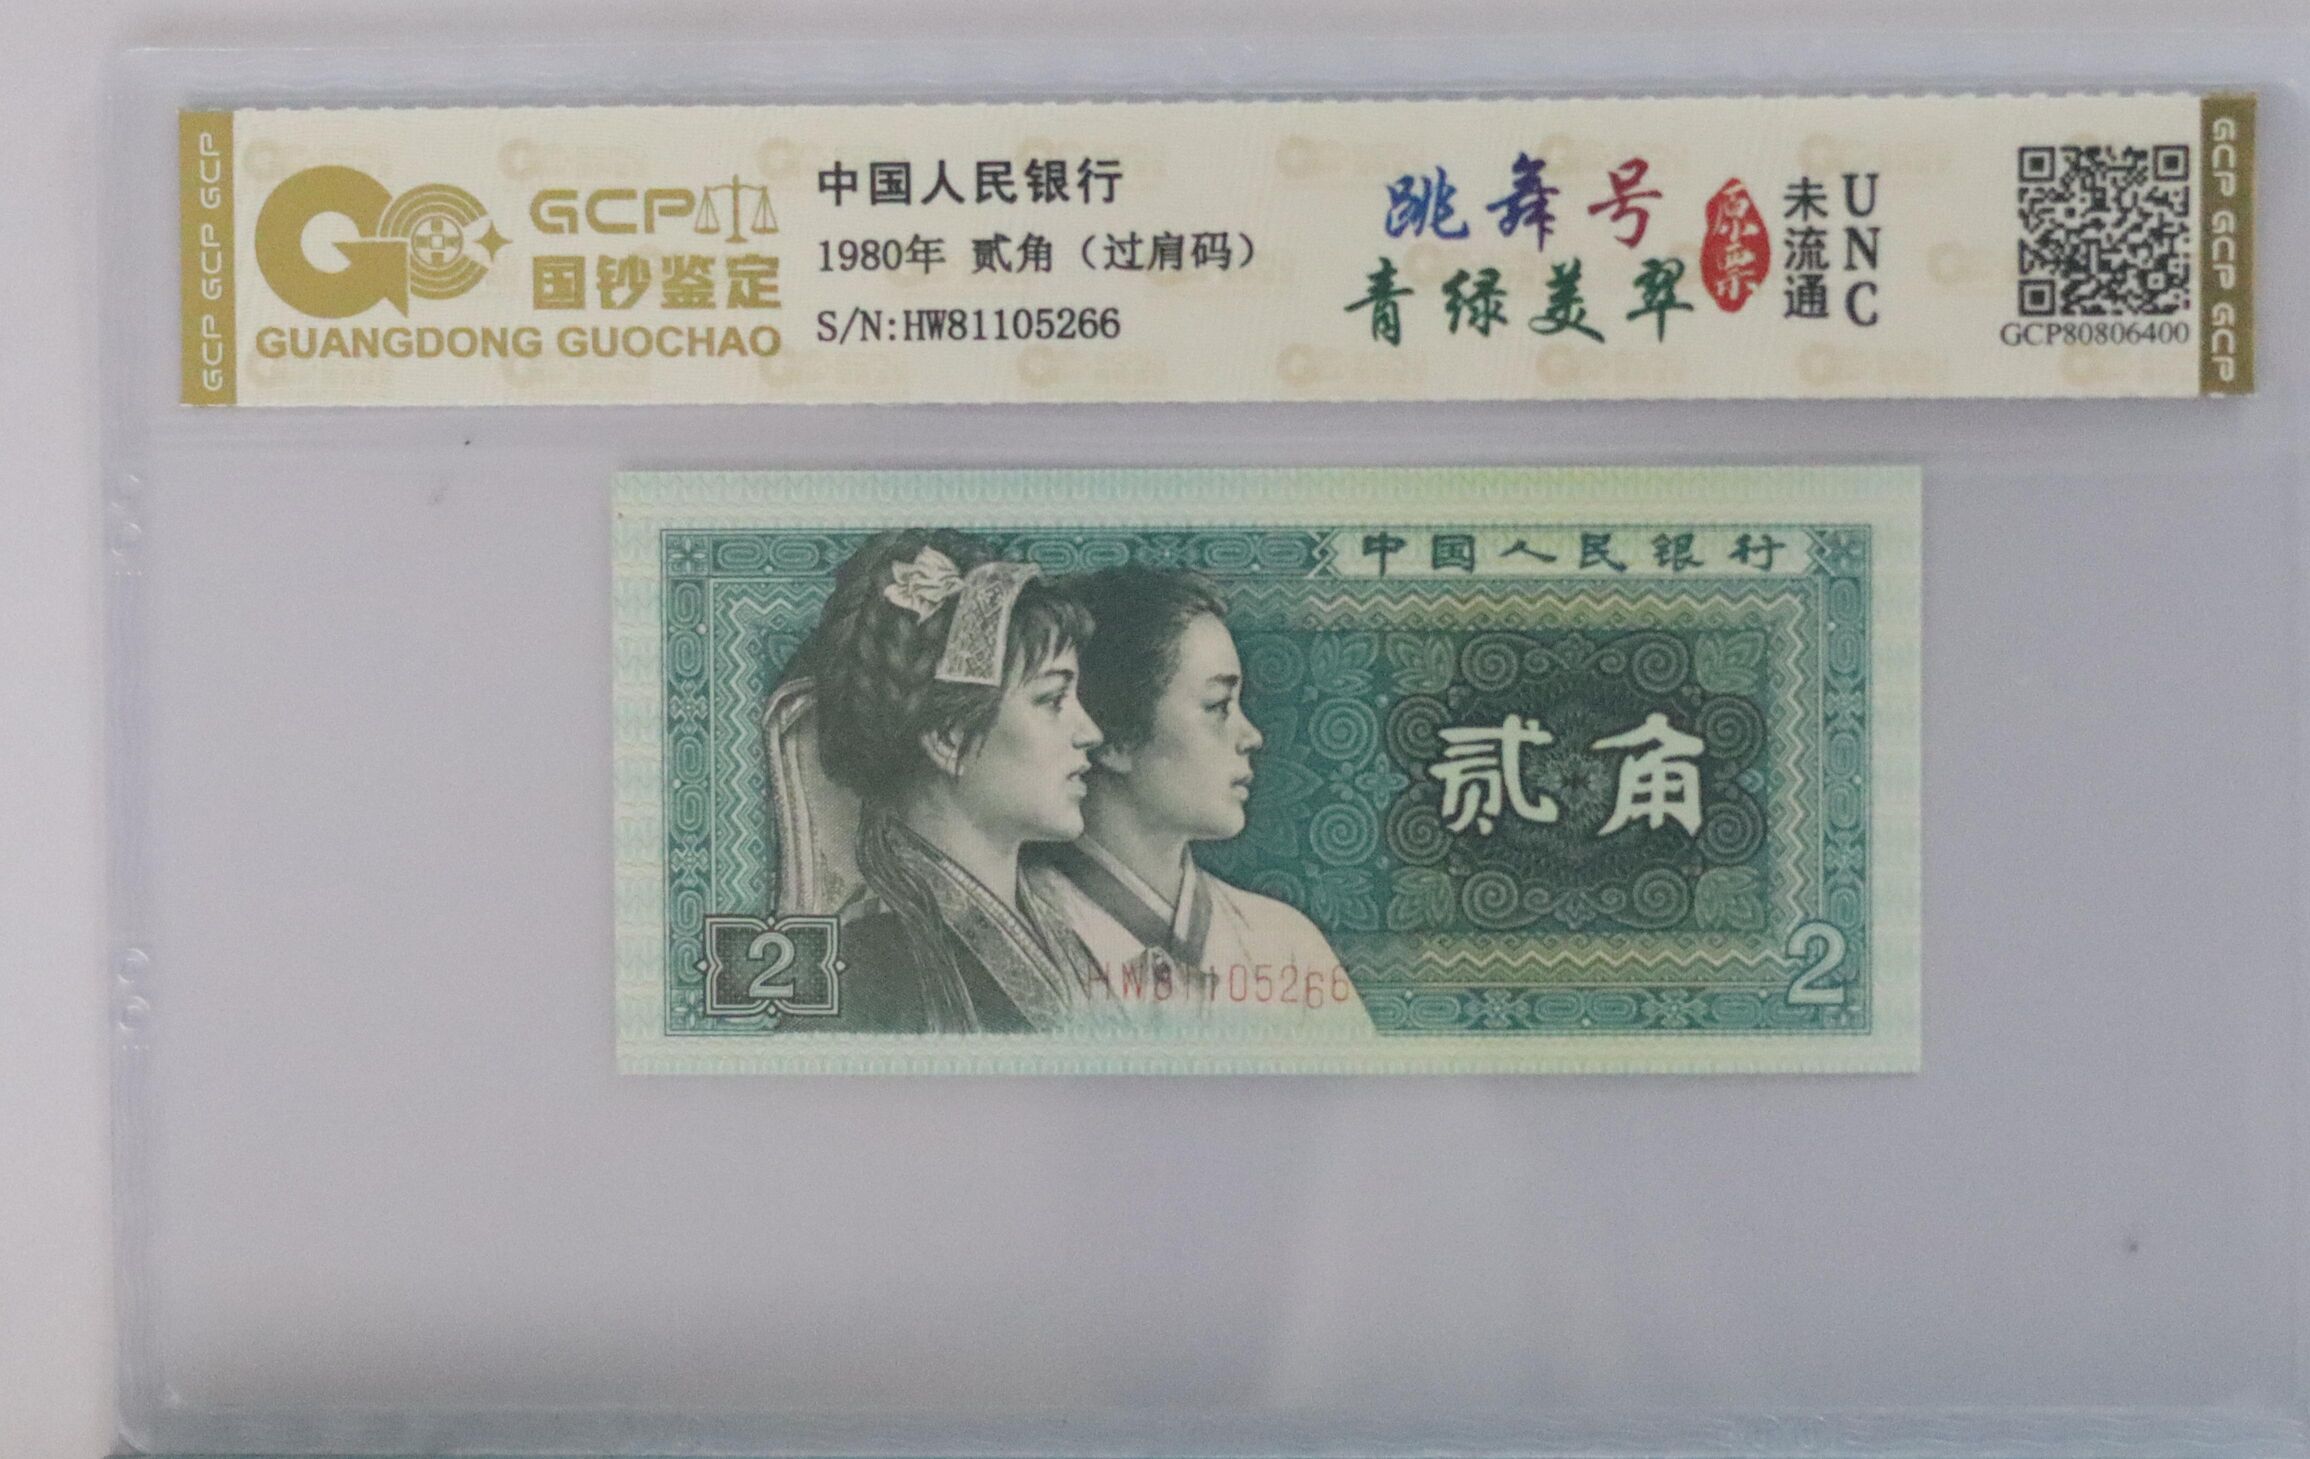 GCP GCP GCP
GCP
国钞鉴定
GUANGDONG GUOCHAO
中国人民银行
1980年 贰角（过肩码）
S/N:HW81105266
跳舞号
青绿美翠
原票
未流通
UNC
GCP80806400
GCP GCP GCP
中国人民银行
贰角
2
HW81105266
2